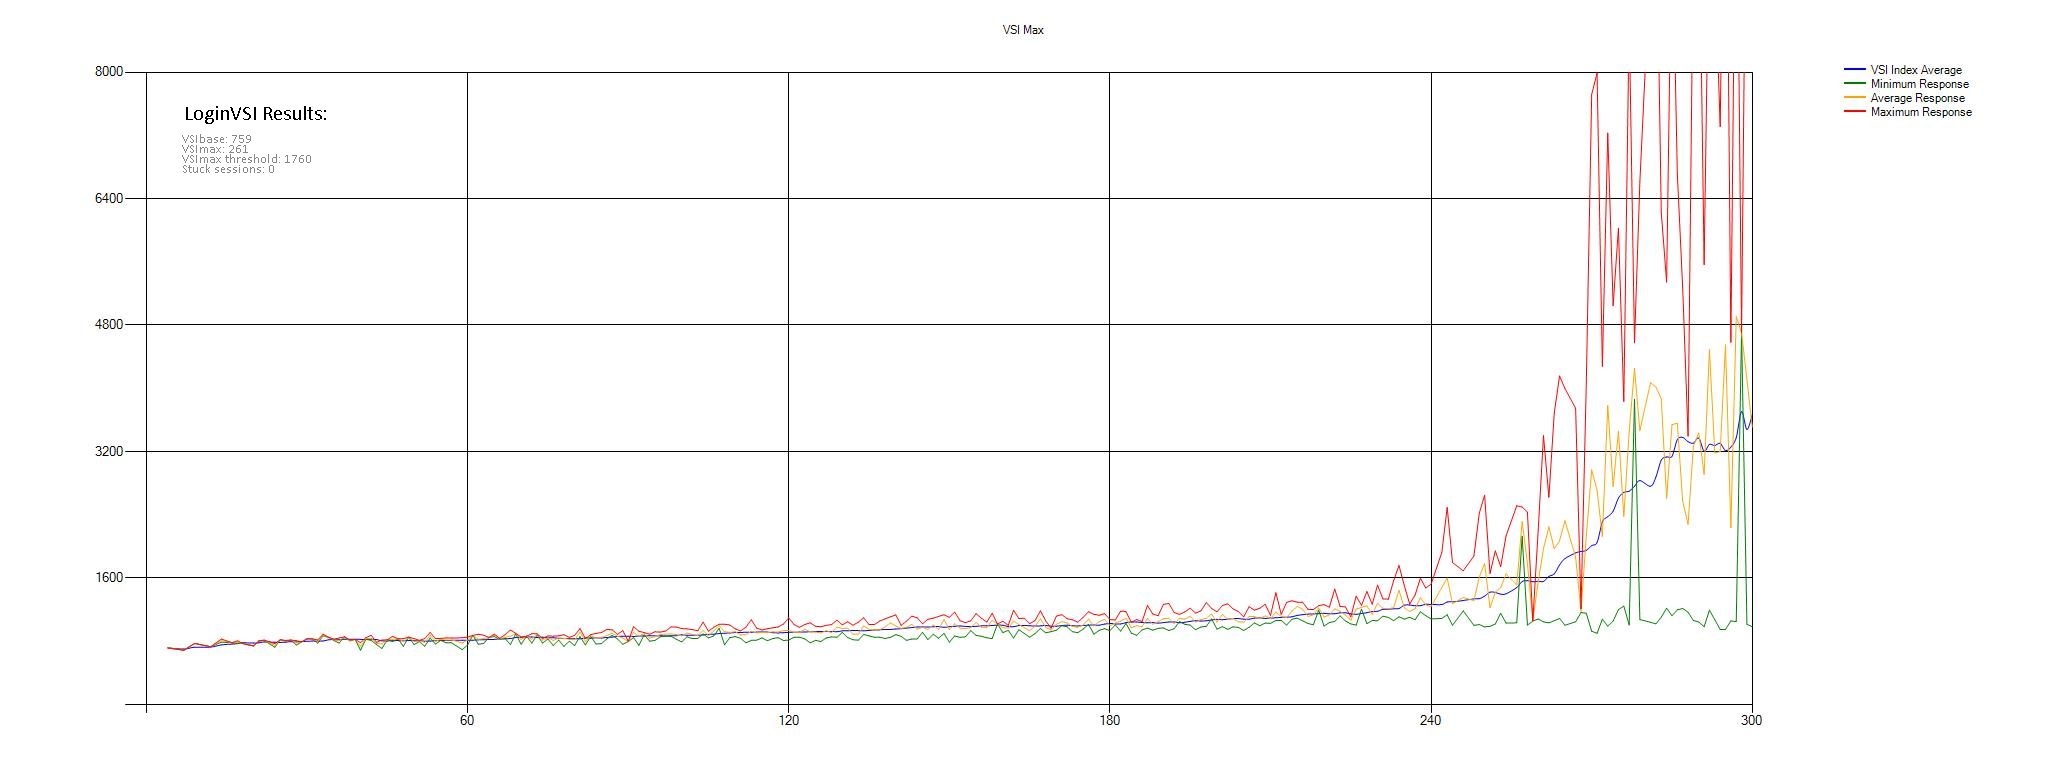 VSI Max
8000
6400
4800
3200
1600
60
120
180
240
300
LoginVSI Results:
VSIbase: 759
VSImax: 261
VSImax threshold: 1760
Stuck sessions: 0
VSI Index Average
Minimum Response
Average Response
Maximum Response